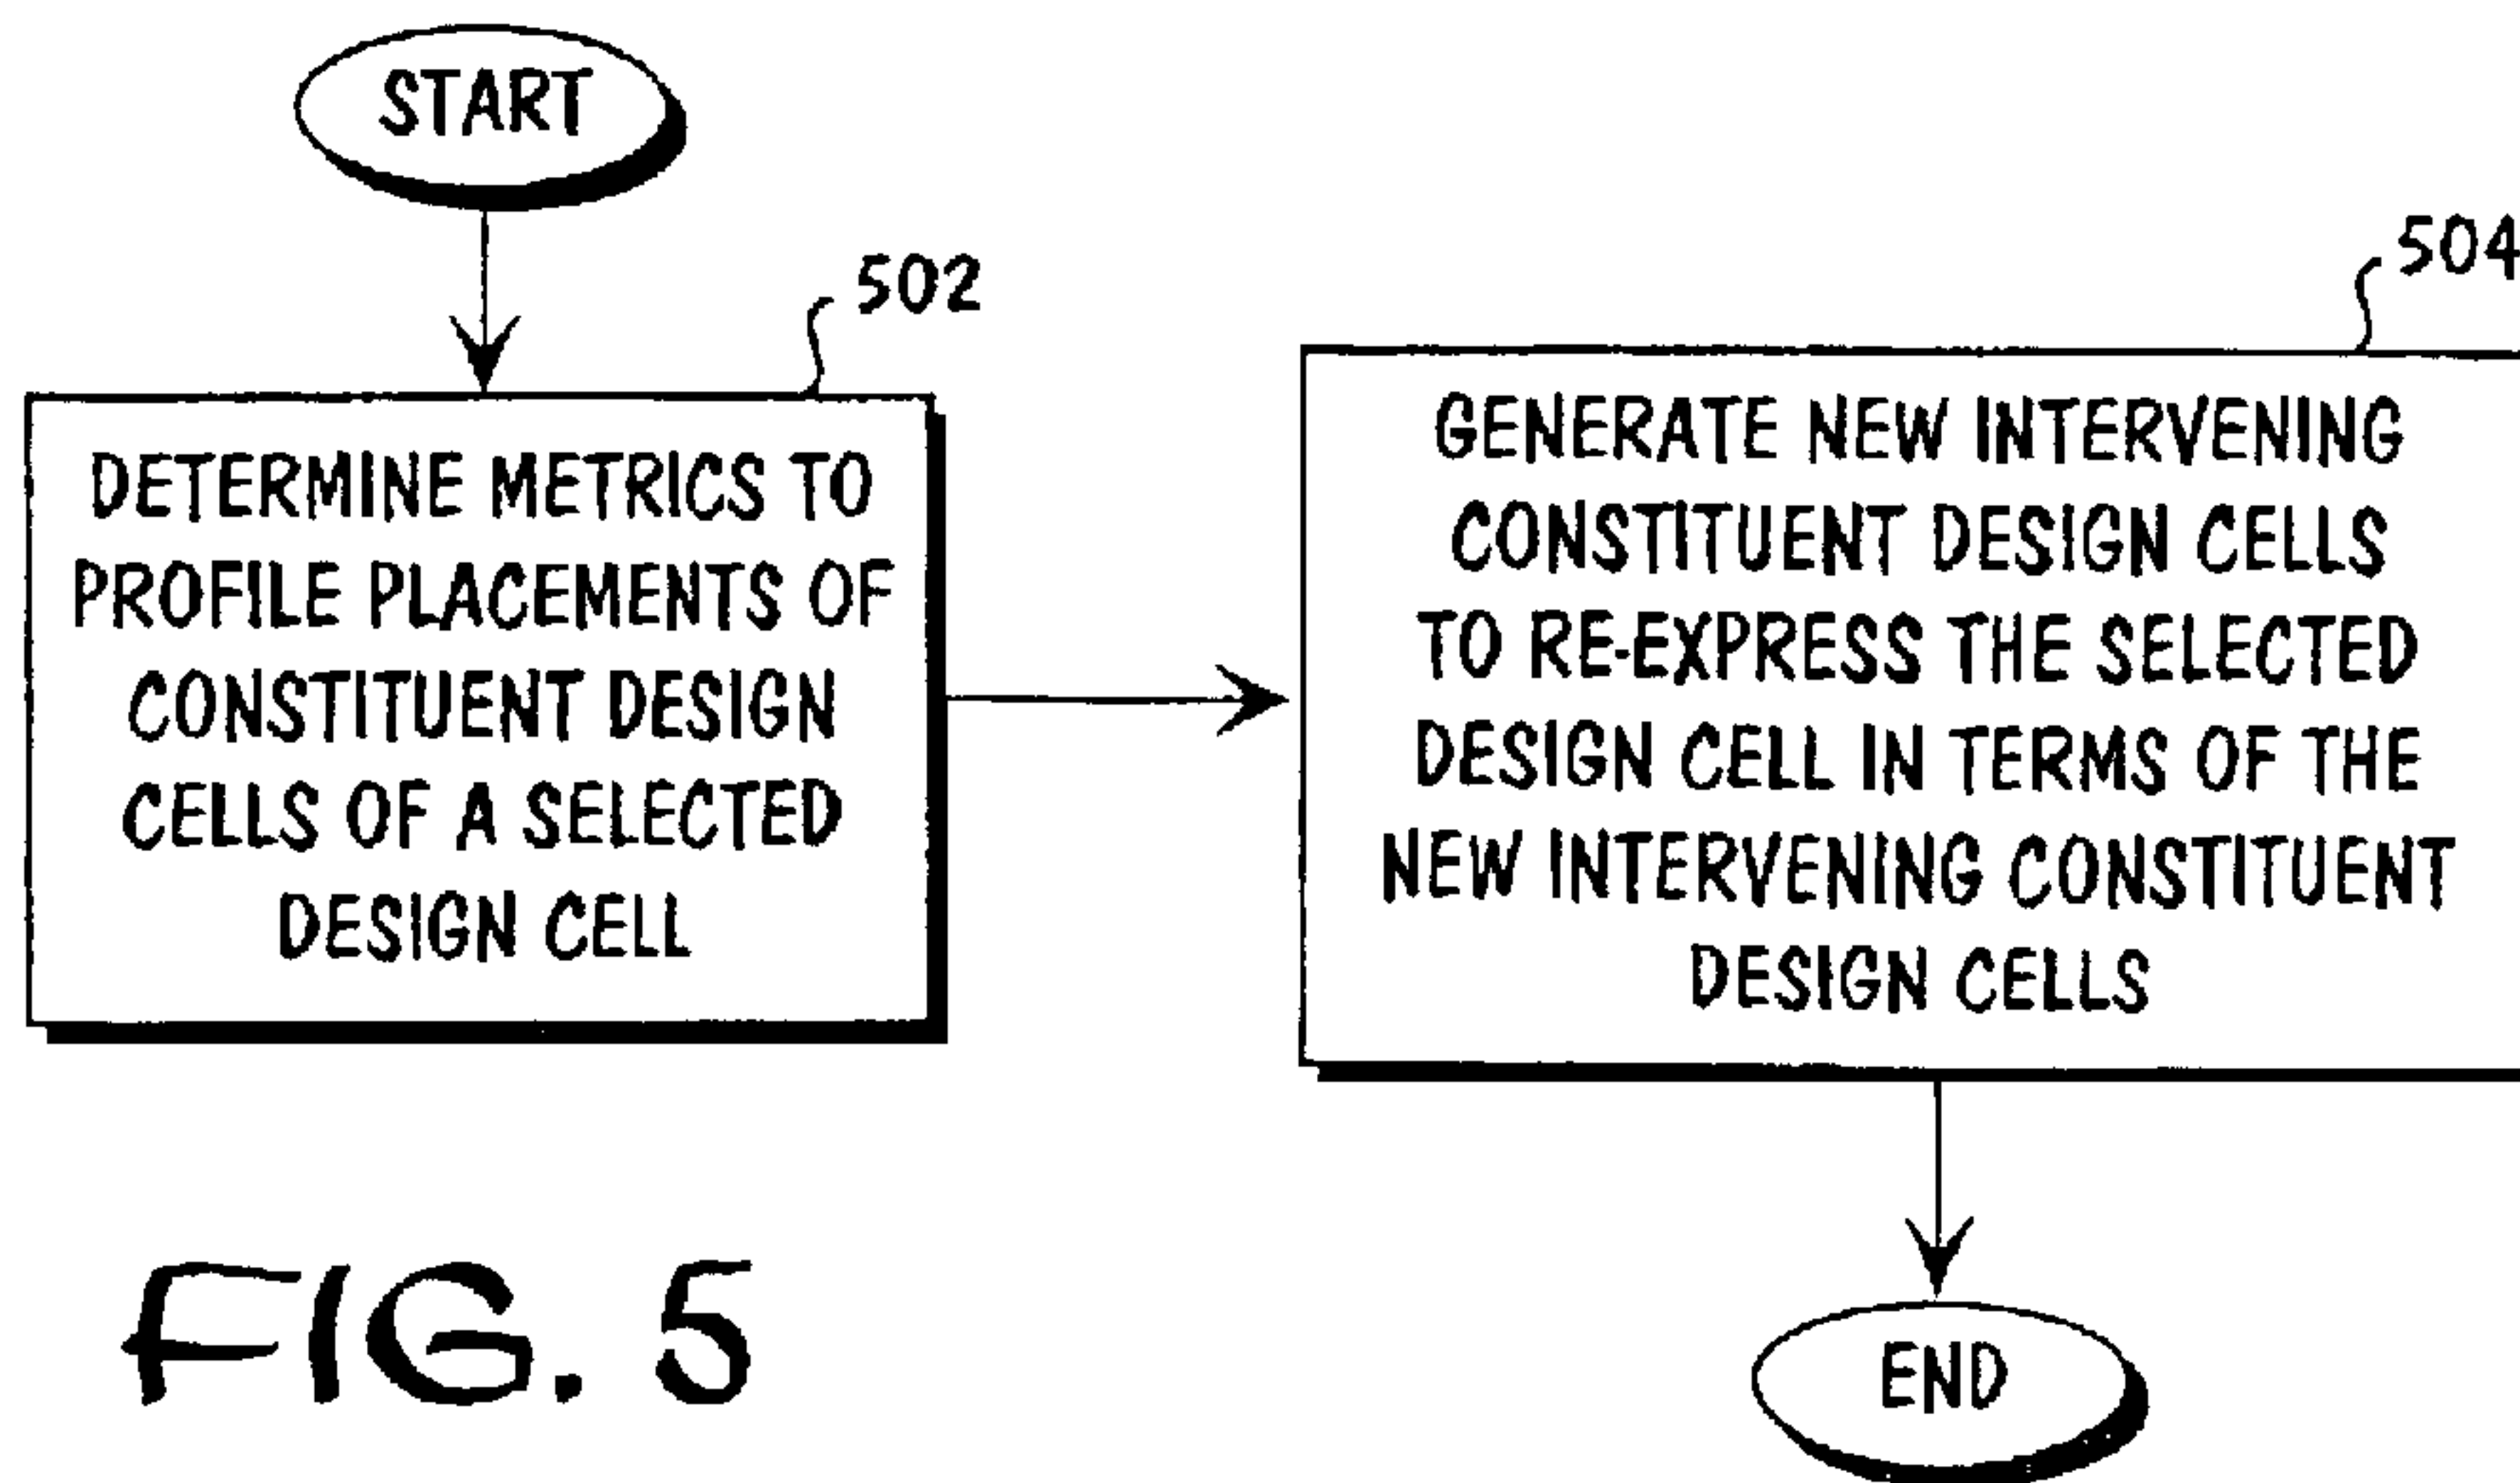 START
502
DETERMINE METRICS TO
PROFILE PLACEMENTS OF
CONSTITUENT DESIGN
CELLS OF A SELECTED
DESIGN CELL
504
GENERATE NEW INTERVENING
CONSTITUENT DESIGN CELLS
TO RE-EXPRESS THE SELECTED
DESIGN CELL IN TERMS OF THE
NEW INTERVENING CONSTITUENT
DESIGN CELLS
END
FIG. 5